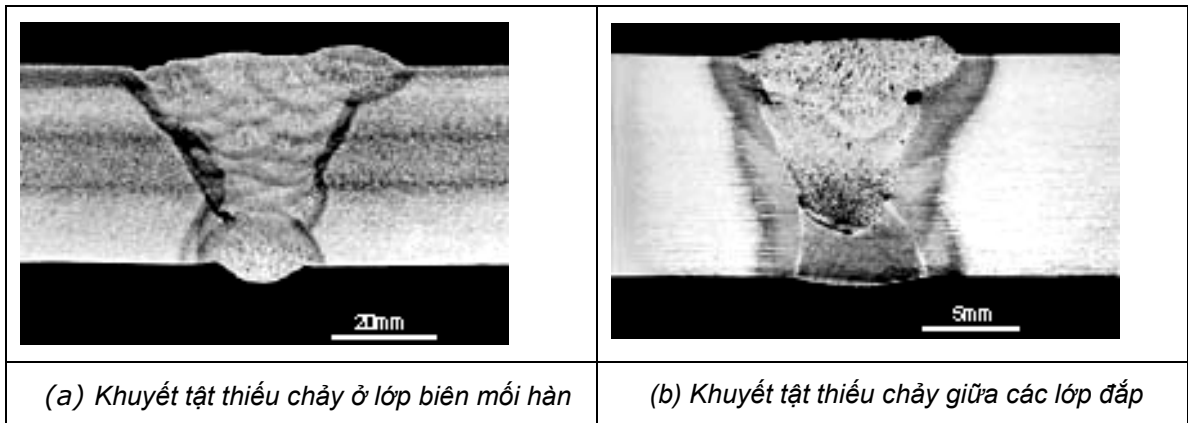 20mm
5mm
(a) Khuyết tật thiếu chảy ở lớp biên mối hàn
(b) Khuyết tật thiếu chảy giữa các lớp đắp